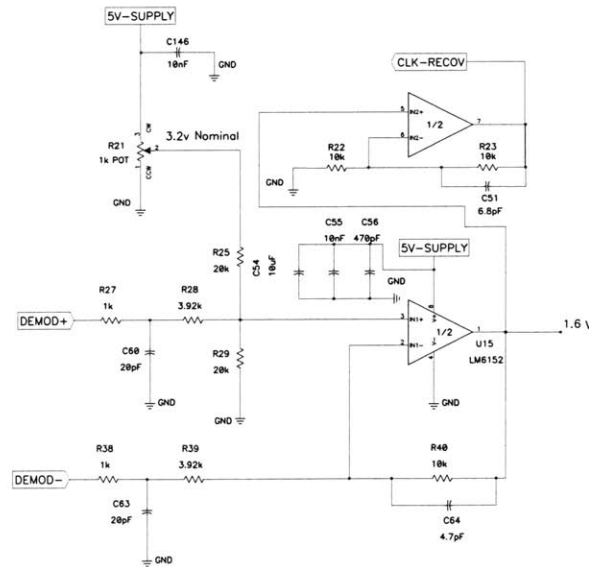 5V-SUPPLY
C146
10nF
GND
CLK-RECOV
5
IN2+
7
1/2
6
IN2-
3
CW
R21
1k POT
2
3.2v Nominal
1
CCW
GND
R22
10k
R23
10k
GND
C51
6.8pF
R25
20k
C54
10uF
C55
10nF
C56
470pF
5V-SUPPLY
GND
R27
1k
R28
3.92k
DEMOD+
3
IN1+
8
V+
1
1.6 V
1/2
2
IN1-
V-
4
U15
LM6152
C60
20pF
R29
20k
GND
GND
GND
R38
1k
R39
3.92k
R40
10k
DEMOD-
C63
20pF
C64
4.7pF
GND